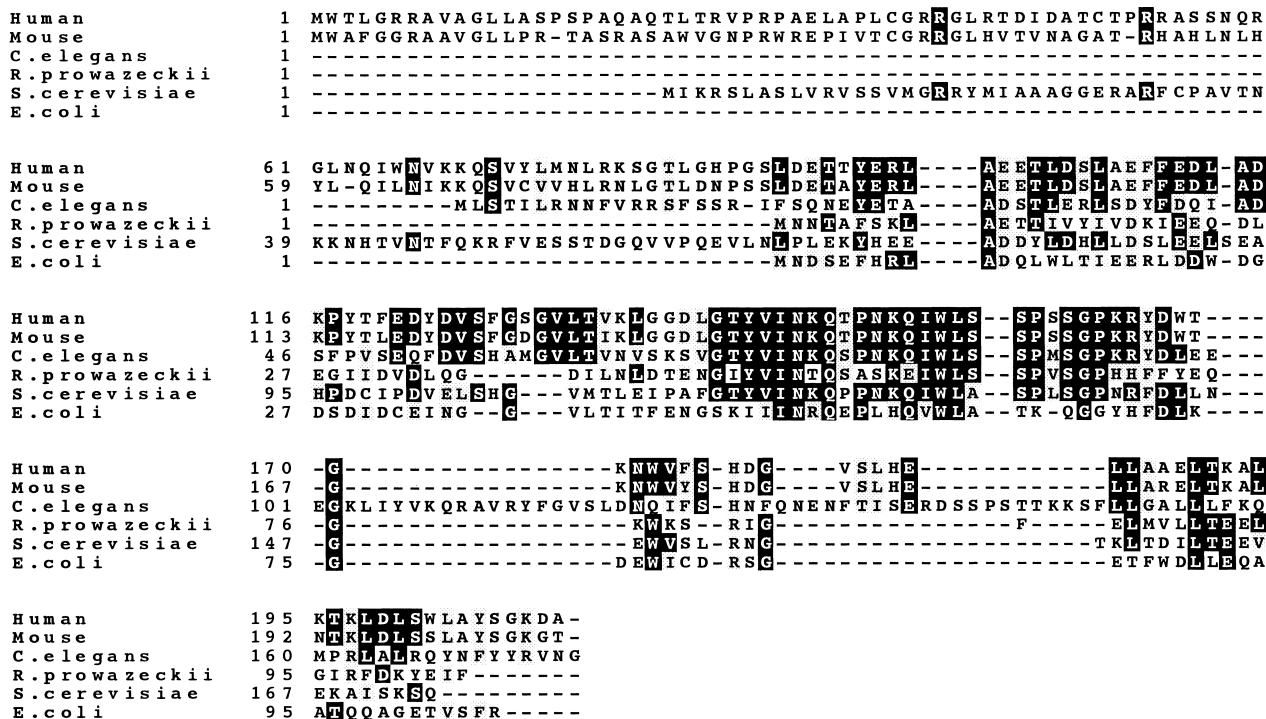 Human 1 MWTLGRRAVAGLLASPSPAQAQTLTRVPRPAELAPLCGRRGLRTDIDATCTPRRASSNQR
Mouse 1 MWAFGGRAAVGLLPR-TASRASAWVGNPRWREPIVTCGRRGLHVTVNAGAT-RHAHLNLH
C.elegans 1 ------------------------------------------------------------
R.prowazeckii 1 ------------------------------------------------------------
S.cerevisiae 1 ----------------------MIKRSLASLVRVSSVMGRRYMIAAAGGERARFCPAVTN
E.coli 1 ------------------------------------------------------------
Human 61 GLNQIWNVKKQSVYLMNLRKSGTLGHPGSLDETTYERL----AEETLDSLAEFFEDL-AD
Mouse 59 YL-QILNIKKQSVCVVHLRNLGTLDNPSSLDETAYERL----AEETLDSLAEFFEDL-AD
C.elegans 1 ---------MLSTILRNNFVRRSFSSR-IFSQNEYETA----ADSTLERLSDYFDQI-AD
R.prowazeckii 1 -----------------------------MNNTAFSKL----AETTIVYIVDKIEEQ-DL
S.cerevisiae 39 KKNHTVNTFQKRFVESSTDGQVVPQEVLNLPLEKYHEE----ADDYLDHLLDSLEELSEA
E.coli 1 -----------------------------MNDSEFHRL----ADQLWLTIEERLDDW-DG
Human 116 KPYTFEDYDVSFGSGVLTVKLGGDLGTYVINKQTPNKQIWLS--SPSSGPKRYDWT----
Mouse 113 KPYTLEDYDVSFGDGVLTIKLGGDLGTYVINKQTPNKQIWLS--SPSSGPKRYDWT----
C.elegans 46 SFPVSEQFDVSHAMGVLTVNVSKSVGTYVINKQSPNKQIWLS--SPMSGPKRYDLEE---
R.prowazeckii 27 EGIIDVDLQG------DILNLDTENGIYVINTQSASKEIWLS--SPVSGPHHFFYEQ---
S.cerevisiae 95 HPDCIPDVELSHG---VMTLEIPAFGTYVINKQPPNKQIWLA--SPLSGPNRFDLLN---
E.coli 27 DSDIDCEING--G---VLTITFENGSKIIINRQEPLHQVWLA--TK-QGGYHFDLK----
Human 170 -G-----------------KNWVFS-HDG----VSLHE------------LLAAELTKAL
Mouse 167 -G-----------------KNWVYS-HDG----VSLHE------------LLARELTKAL
C.elegans 101 EGKLIYVKQRAVRYFGVSLDNQIFS-HNFQNENFTISERDSSPSTTKKSFLLGALLLFKQ
R.prowazeckii 76 -G------------------KWKS--RIG---------------F-----ELMVLLTEEL
S.cerevisiae 147 -G------------------EWVSL-RNG--------------------TKLTDILTEEV
E.coli 75 -G-----------------DEWICD-RSG---------------------ETFWDLLEQA
Human 195 KTKLDLSWLAYSGKDA-
Mouse 192 NTKLDLSSLAYSGKGT-
C.elegans 160 MPRLALRQYNFYYRVNG
R.prowazeckii 95 GIRFDKYEIF-------
S.cerevisiae 167 EKAISKSQ---------
E.coli 95 ATQQAGETVSFR-----